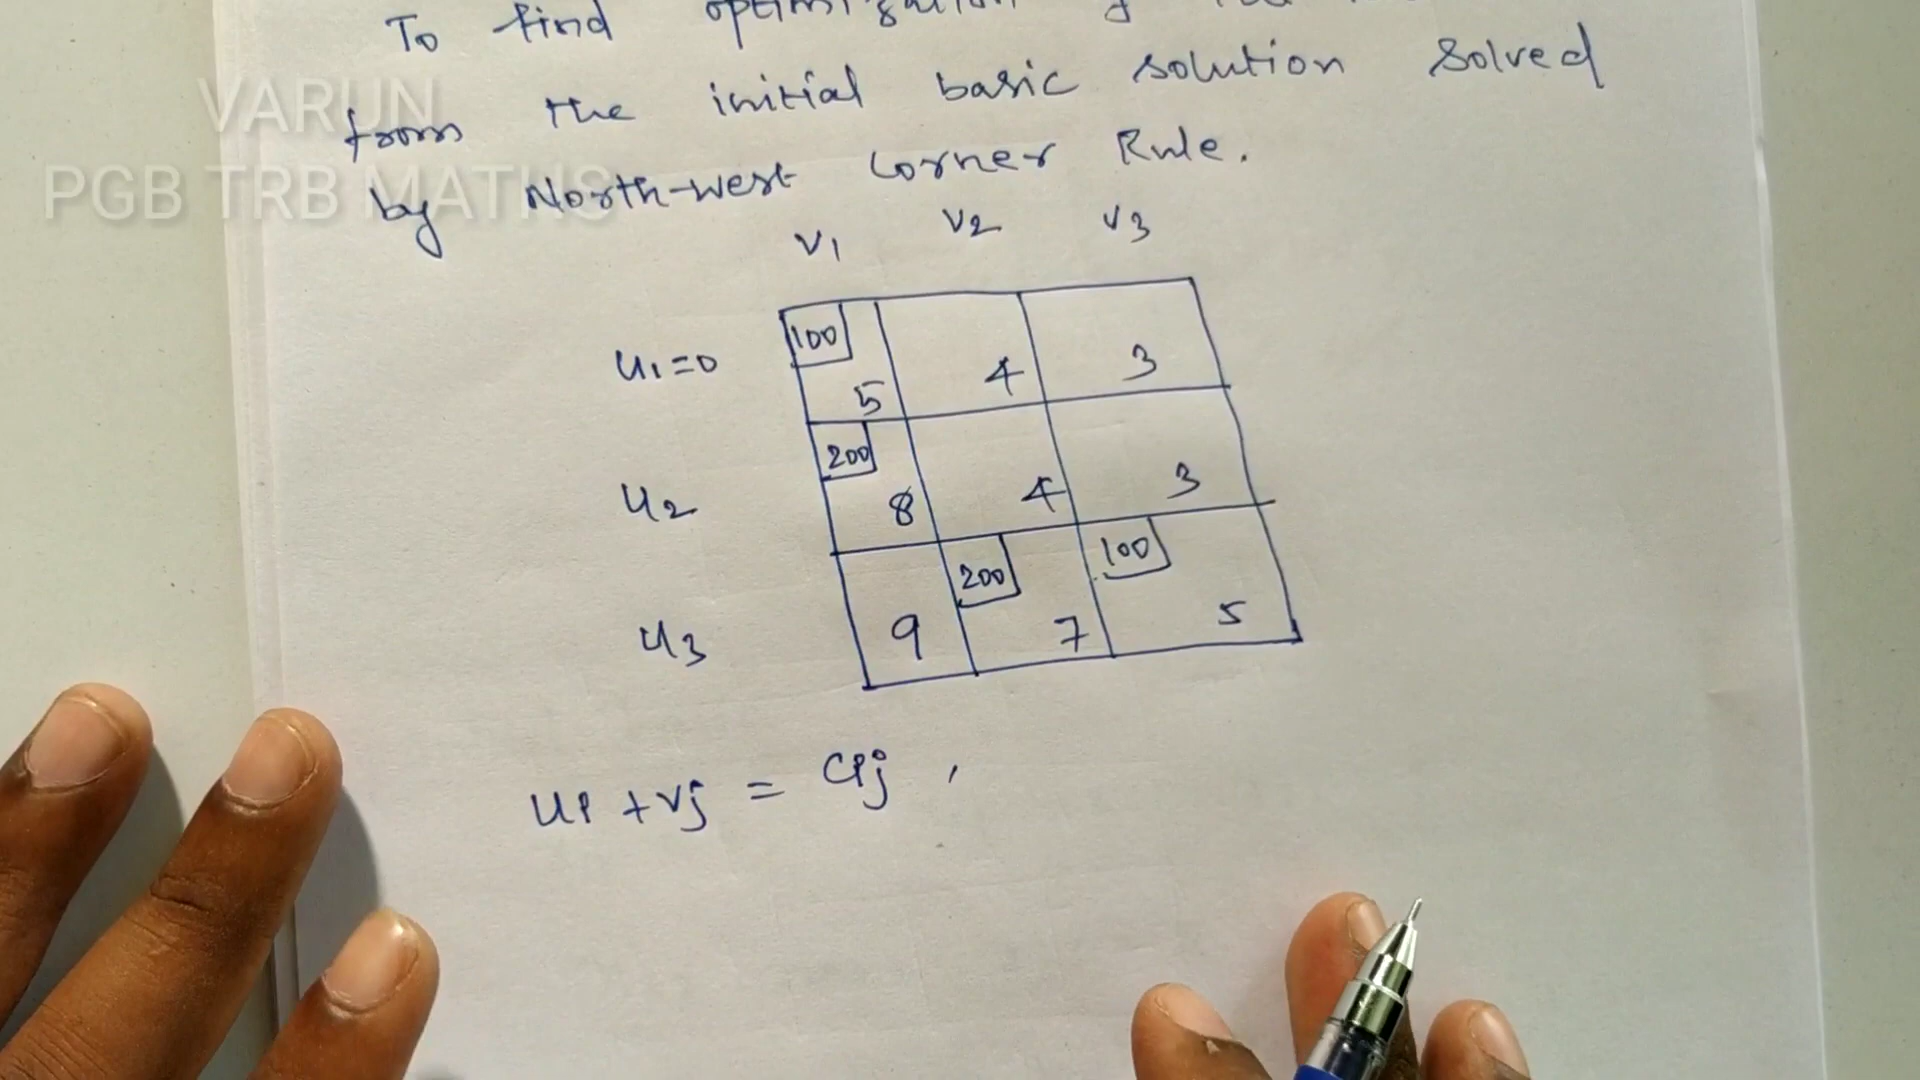 To find optimization
from the initial basic solution solved
by North-west Corner Rule.
VARUN
PGB TRB MATHS
V1 V2 V3
U1=0 100 5 4 3
U2 200 8 4 3
U3 9 200 7 100 5
Ui + Vj = Cij ,